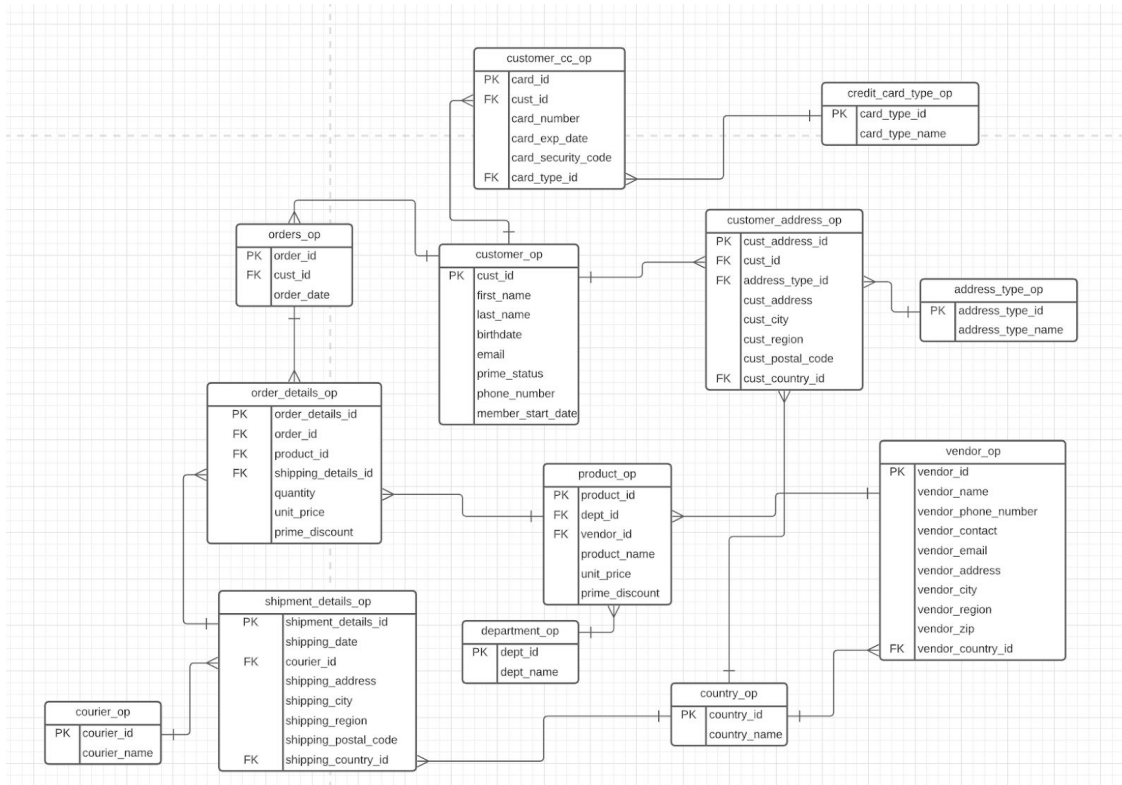 customer_cc_op
PK card_id
FK cust_id
card_number
card_exp_date
card_security_code
FK card_type_id
credit_card_type_op
PK card_type_id
card_type_name
orders_op
PK order_id
FK cust_id
order_date
customer_op
PK cust_id
first_name
last_name
birthdate
email
prime_status
phone_number
member_start_date
customer_address_op
PK cust_address_id
FK cust_id
FK address_type_id
cust_address
cust_city
cust_region
cust_postal_code
FK cust_country_id
address_type_op
PK address_type_id
address_type_name
order_details_op
PK order_details_id
FK order_id
FK product_id
FK shipping_details_id
quantity
unit_price
prime_discount
product_op
PK product_id
FK dept_id
FK vendor_id
product_name
unit_price
prime_discount
vendor_op
PK vendor_id
vendor_name
vendor_phone_number
vendor_contact
vendor_email
vendor_address
vendor_city
vendor_region
vendor_zip
FK vendor_country_id
shipment_details_op
PK shipment_details_id
shipping_date
FK courier_id
shipping_address
shipping_city
shipping_region
shipping_postal_code
FK shipping_country_id
department_op
PK dept_id
dept_name
courier_op
PK courier_id
courier_name
country_op
PK country_id
country_name